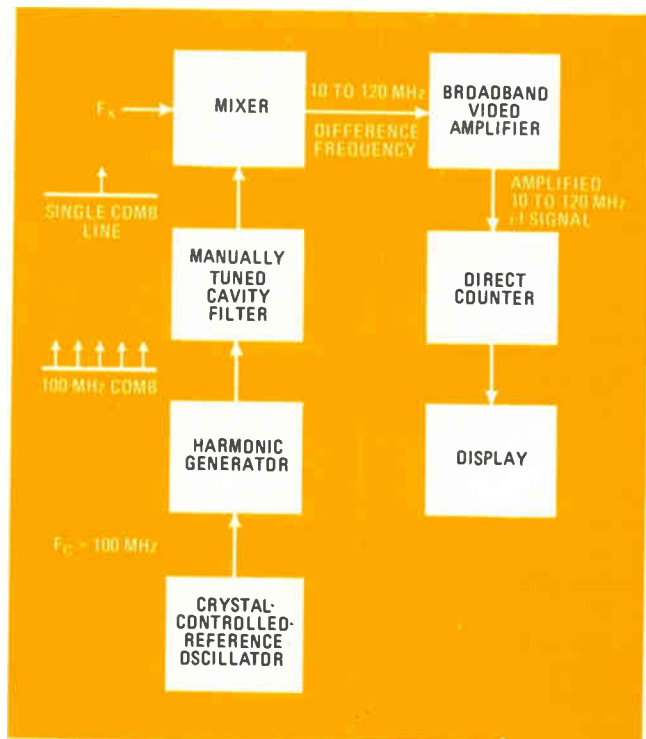 MIXER
F x
10 TO 120 MHz
DIFFERENCE
FREQUENCY
BROADBAND
VIDEO
AMPLIFIER
SINGLE COMB
LINE
AMPLIFIED
10 TO 120 MHz
if SIGNAL
MANUALLY
TUNED
CAVITY
FILTER
DIRECT
COUNTER
100 MHz COMB
HARMONIC
GENERATOR
DISPLAY
FC = 100 MHz
CRYSTAL-
CONTROLLED-
REFERENCE
OSCILLATOR